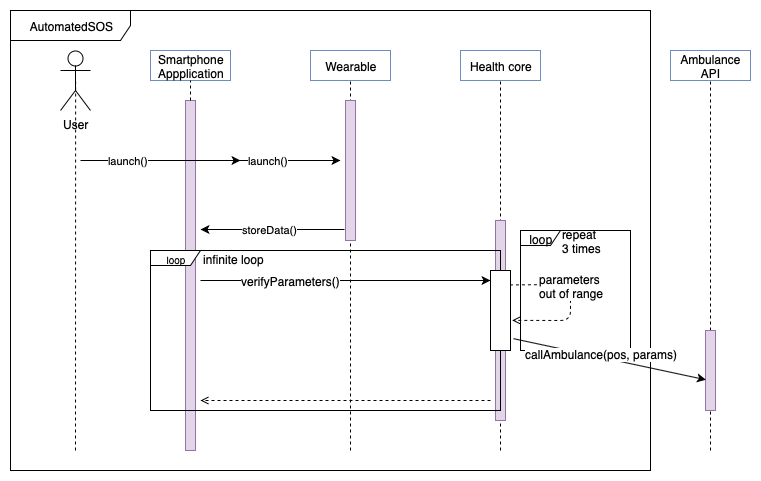 AutomatedSOS
Smartphone
Appplication
Wearable
Health core
Ambulance
API
User
launch()
launch()
storeData()
loop
repeat
3 times
loop
infinite loop
verifyParameters()
parameters
out of range
callAmbulance(pos, params)